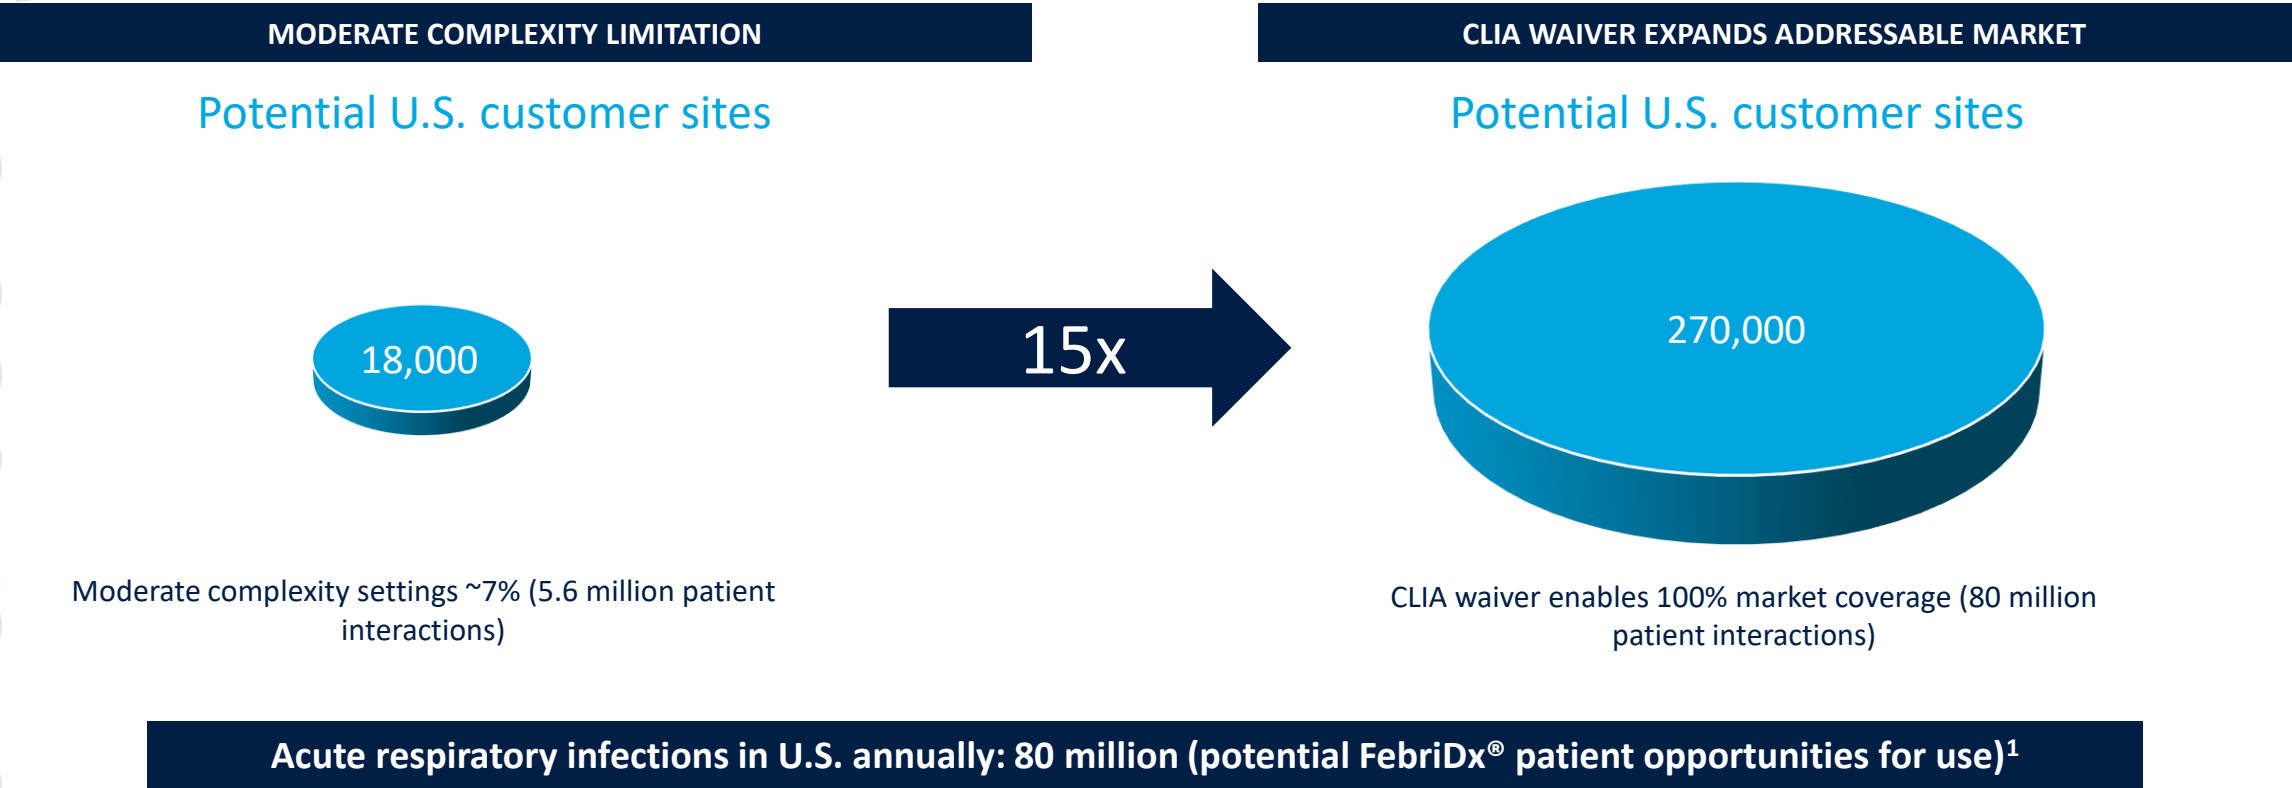 MODERATE COMPLEXITY LIMITATION
Potential U.S. customer sites
18,000
Moderate complexity settings ~7% (5.6 million patient
interactions)
15x
CLIA WAIVER EXPANDS ADDRESSABLE MARKET
Potential U.S. customer sites
270,000
CLIA waiver enables 100% market coverage (80 million
patient interactions)
Acute respiratory infections in U.S. annually: 80 million (potential FebriDx® patient opportunities for use)¹